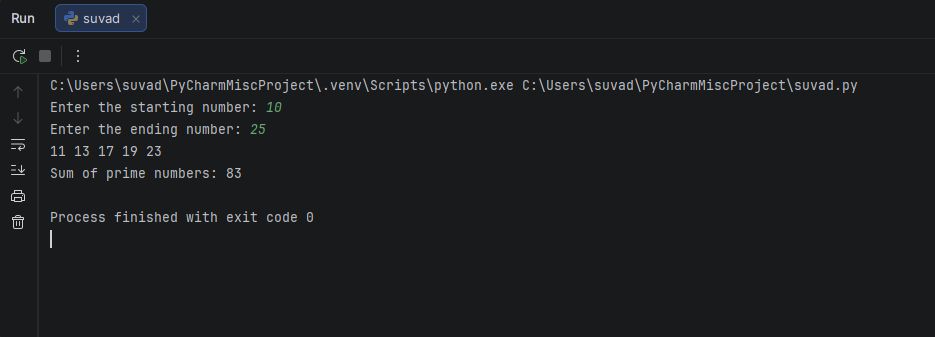 Run suvad
C:\Users\suvad\PyCharmMiscProject\.venv\Scripts\python.exe C:\Users\suvad\PyCharmMiscProject\suvad.py
Enter the starting number: 10
Enter the ending number: 25
11 13 17 19 23
Sum of prime numbers: 83
Process finished with exit code 0